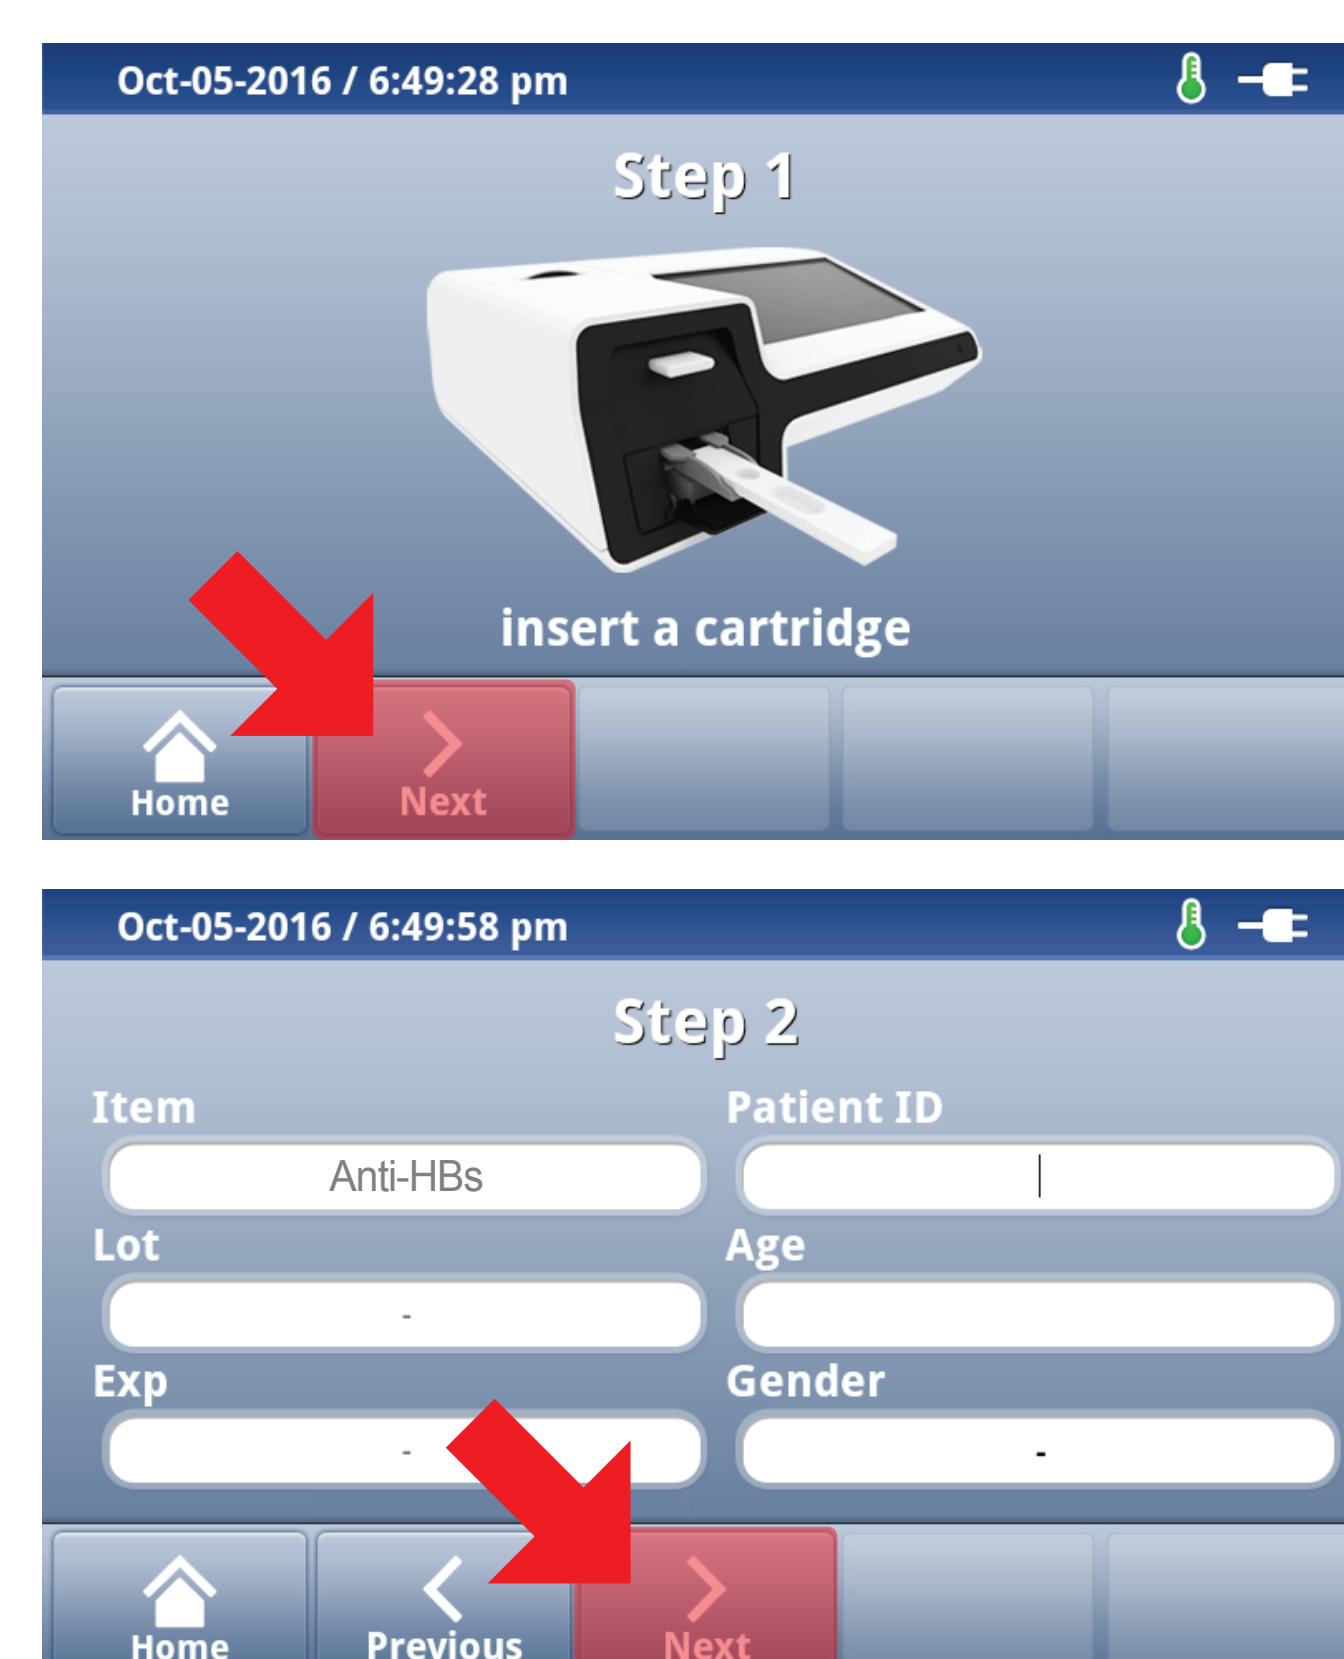 Oct-05-2016 / 6:49:28 pm
Step 1
insert a cartridge
Home
Next
Oct-05-2016 / 6:49:58 pm
Step 2
Item
Patient ID
Anti-HBs
Lot
Age
-
Exp
Gender
-
-
Home
Previous
Next